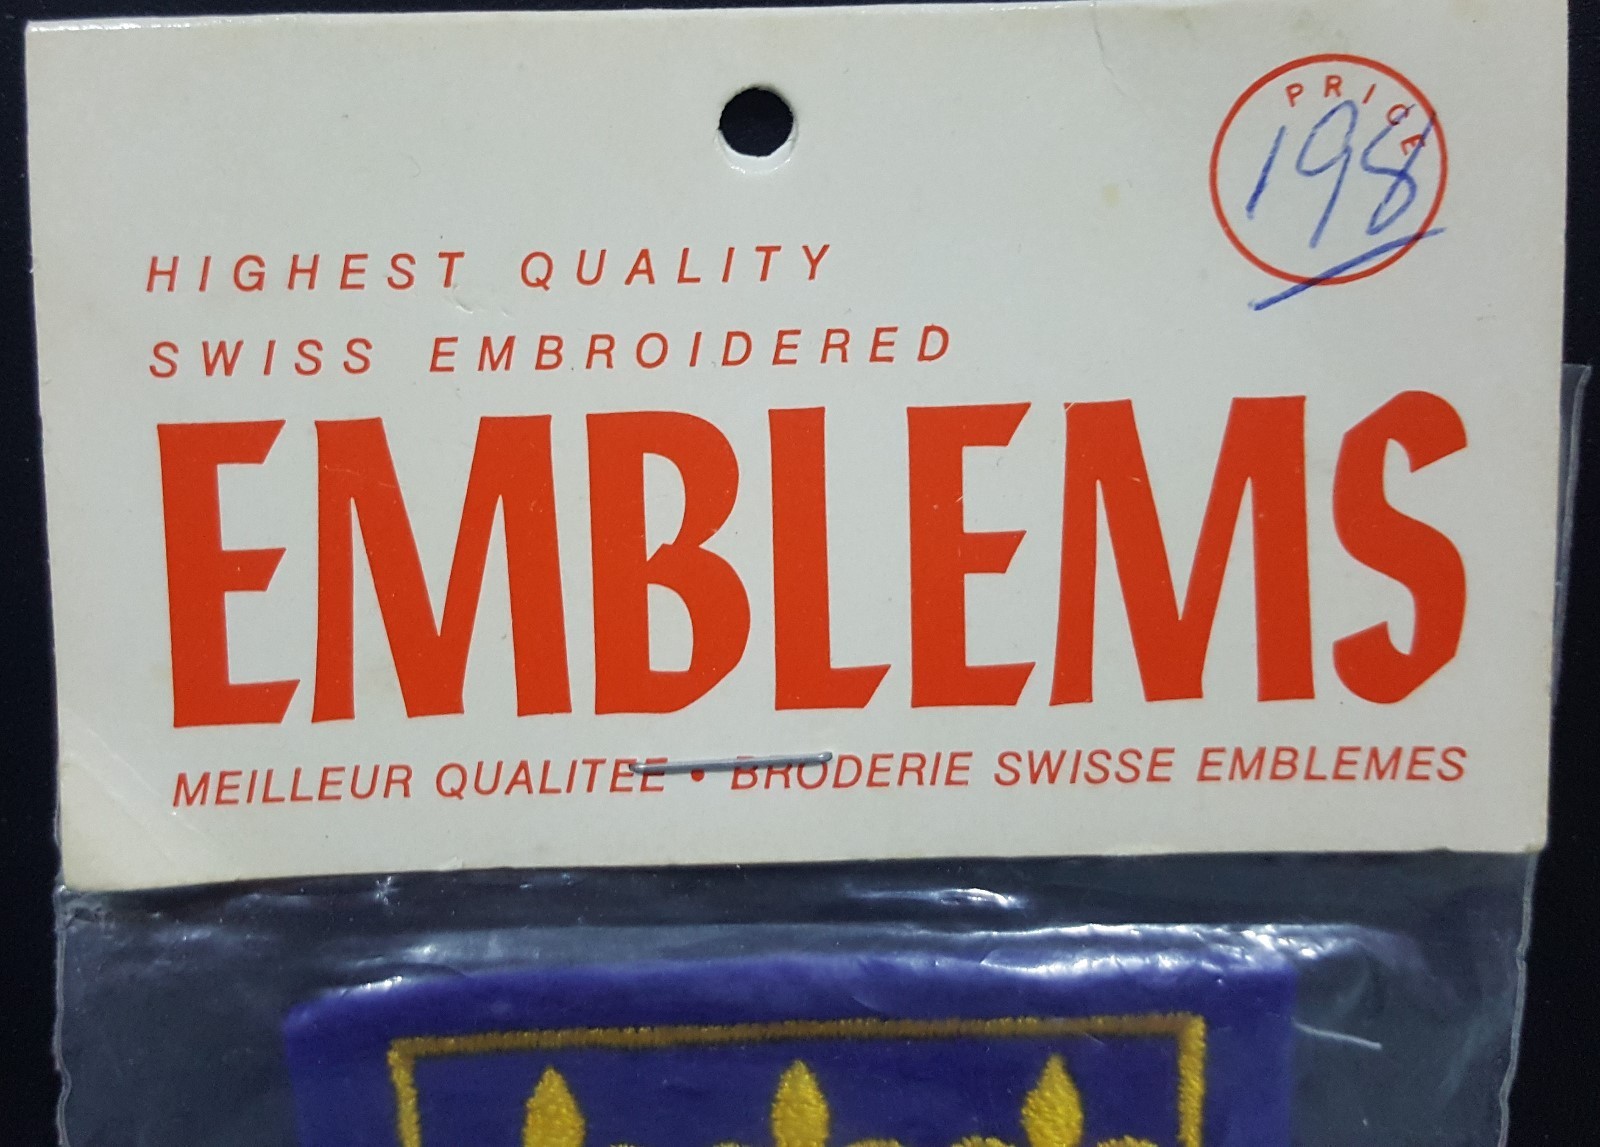 PRICE
198
HIGHEST QUALITY
SWISS EMBROIDERED
EMBLEMS
MEILLEUR QUALITEE • BRODERIE SWISSE EMBLEMES